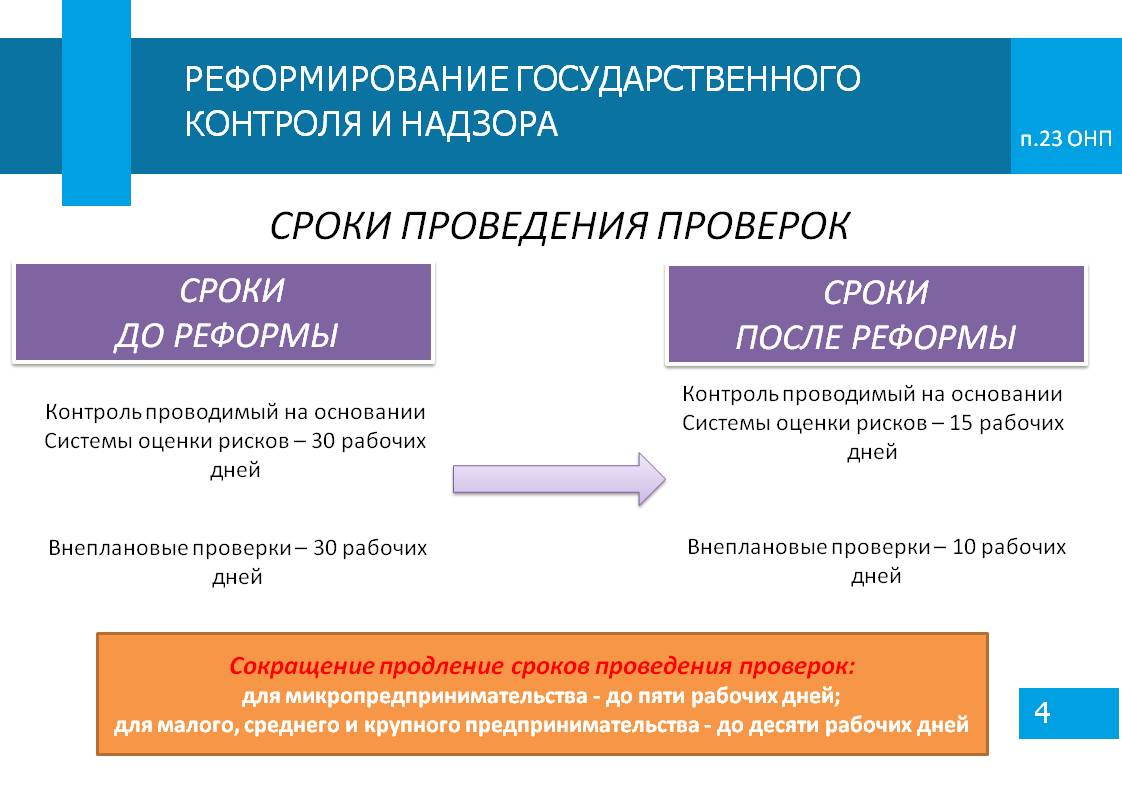 РЕФОРМИРОВАНИЕ ГОСУДАРСТВЕННОГО
КОНТРОЛЯ И НАДЗОРА
п.23 ОНП
СРОКИ ПРОВЕДЕНИЯ ПРОВЕРОК
СРОКИ
ДО РЕФОРМЫ
Контроль проводимый на основании
Системы оценки рисков – 30 рабочих
дней
Внеплановые проверки – 30 рабочих
дней
СРОКИ
ПОСЛЕ РЕФОРМЫ
Контроль проводимый на основании
Системы оценки рисков – 15 рабочих
дней
Внеплановые проверки – 10 рабочих
дней
Сокращение продление сроков проведения проверок:
для микропредпринимательства - до пяти рабочих дней;
для малого, среднего и крупного предпринимательства - до десяти рабочих дней
4